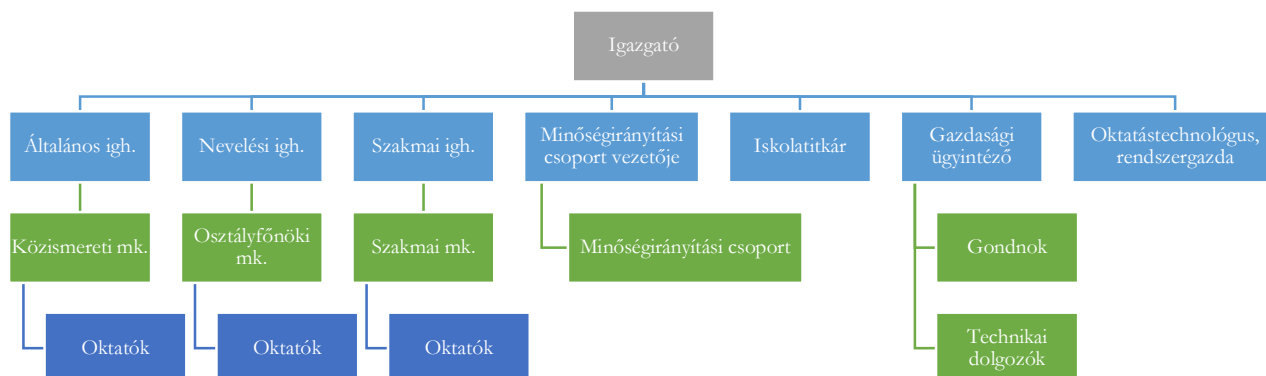 Igazgató
Általános igh.
Nevelési igh.
Szakmai igh.
Minőségirányítási
csoport vezetője
Iskolatitkár
Gazdasági
ügyintéző
Oktatástechnológus,
rendszergazda
Közismereti mk.
Osztályfőnöki
mk.
Szakmai mk.
Minőségirányítási csoport
Gondnok
Oktatók
Oktatók
Oktatók
Technikai
dolgozók